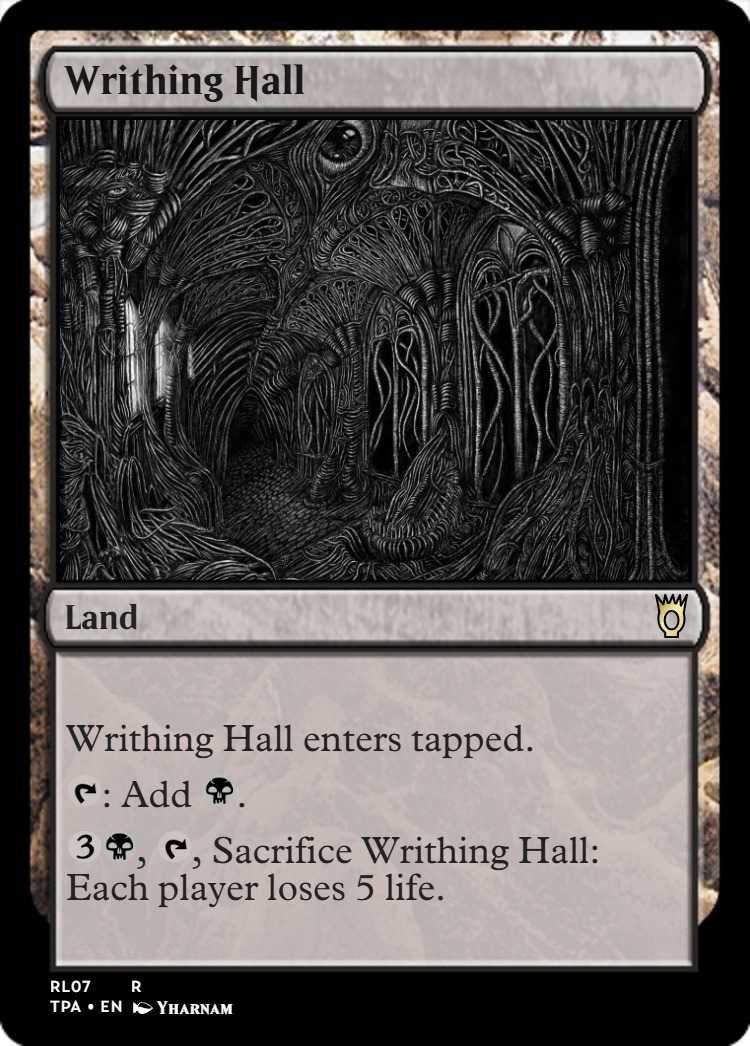 Writhing Hall
Land
Writhing Hall enters tapped.
: Add .
3 , , Sacrifice Writhing Hall:
Each player loses 5 life.
RL07 R
TPA • EN YHARNAM